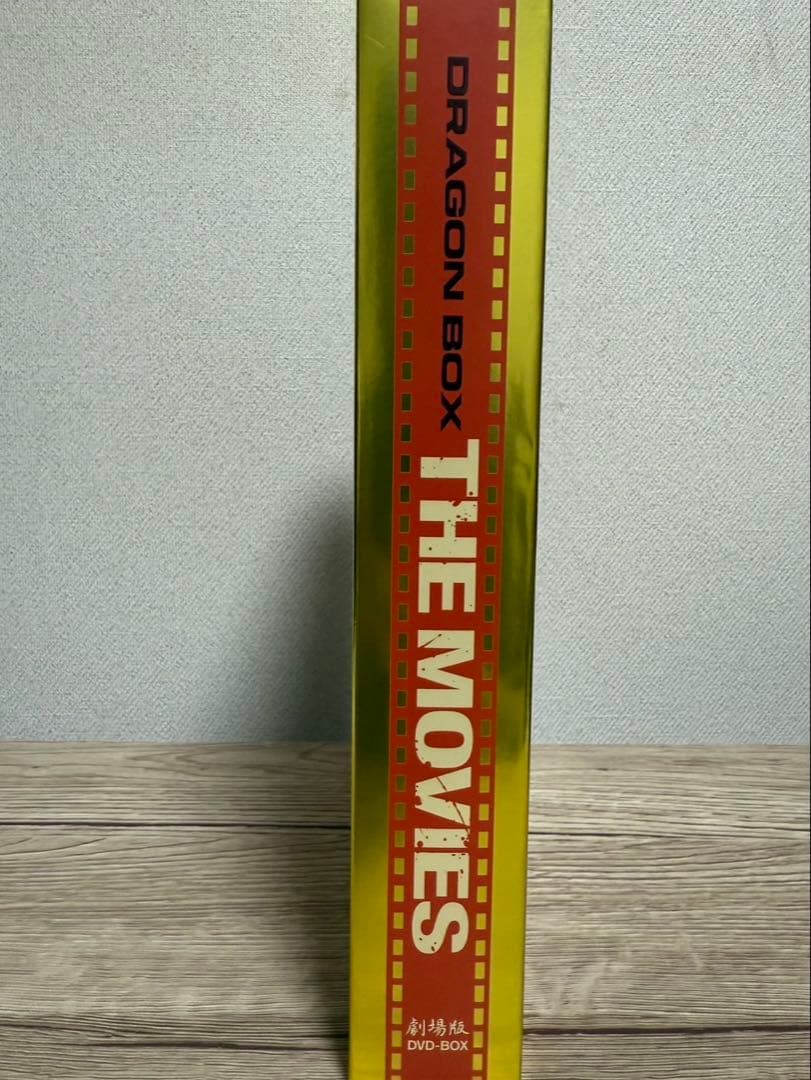 DRAGON BOX
THE MOVIES
劇場版
DVD-BOX